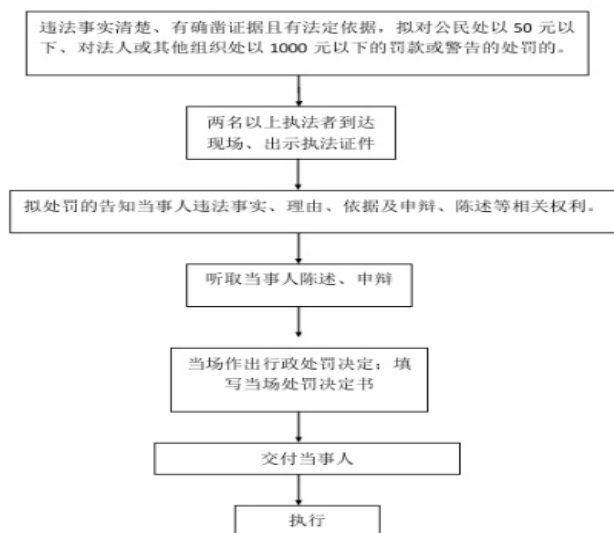 违法事实清楚、有确凿证据且有法定依据，拟对公民处以 50 元以
下、对法人或其他组织处以 1000 元以下的罚款或警告的处罚的。
两名以上执法者到达
现场、出示执法证件
拟处罚的告知当事人违法事实、理由、依据及申辩、陈述等相关权利。
听取当事人陈述、申辩
当场作出行政处罚决定；填
写当场处罚决定书
交付当事人
执行